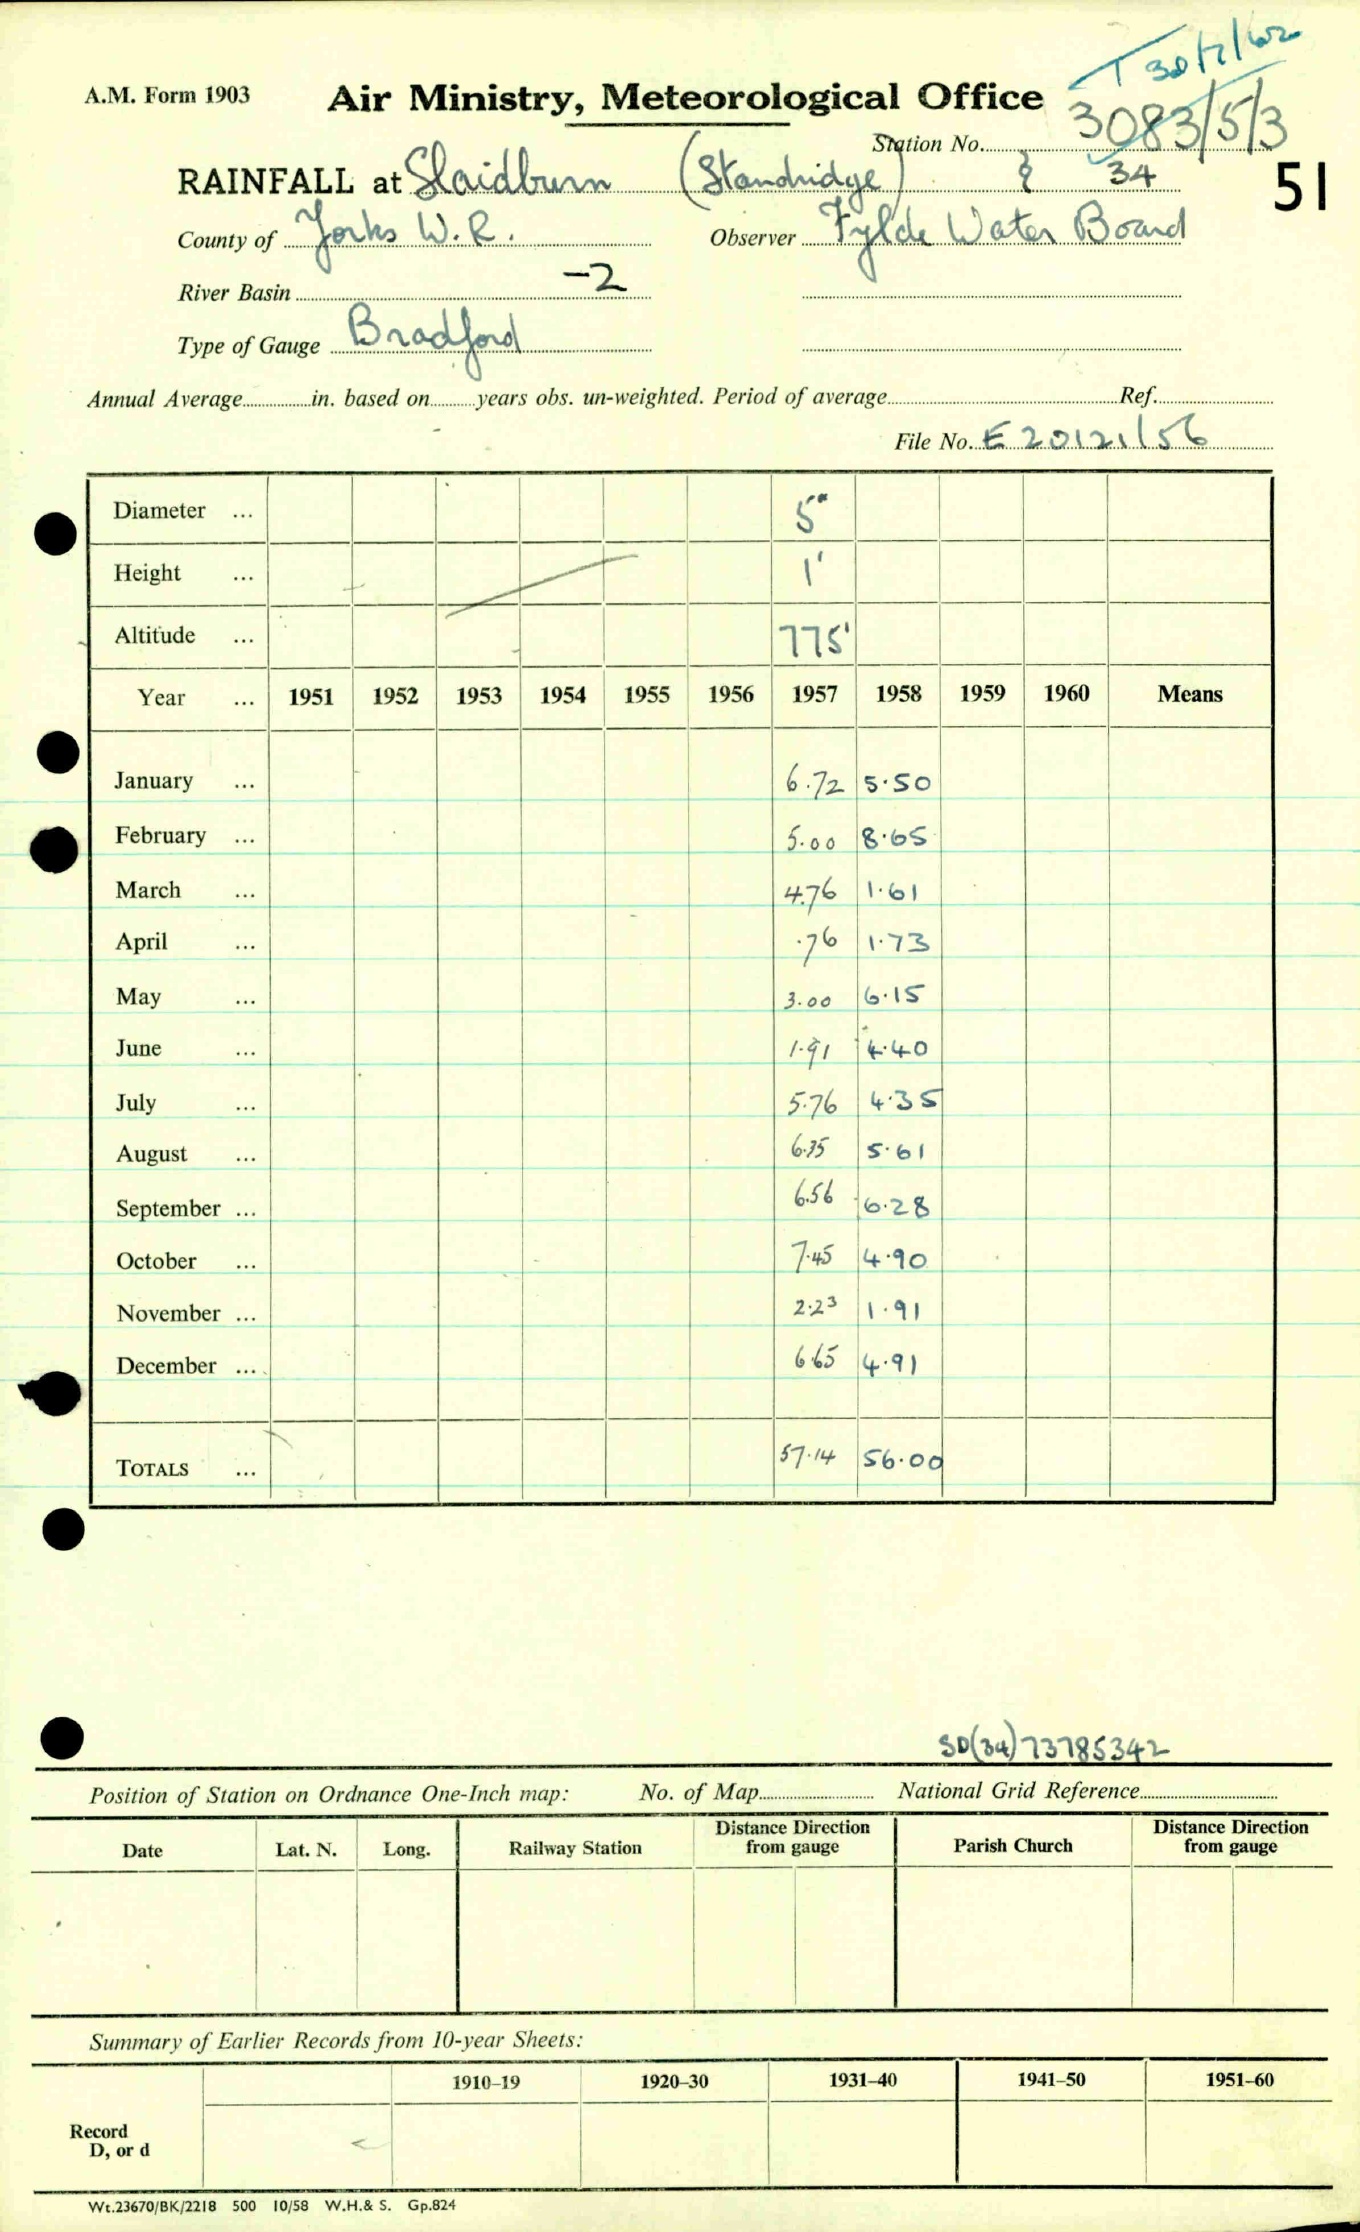 T 30/7/62
A.M. Form 1903
Air Ministry, Meteorological Office
Station No. 3083/5/3
RAINFALL at Slaidburn (Standridge) } 34
51
County of Yorks W.R. Observer Fylde Water Board
River Basin -2
Type of Gauge Bradford
Annual Average in. based on years obs. un-weighted. Period of average Ref.
File No. E 20121/56
Diameter ... 5"
Height ... 1'
Altitude ... 775'
Year ... 1951 1952 1953 1954 1955 1956 1957 1958 1959 1960 Means
January ... 6.72 5.50
February ... 5.00 8.65
March ... 4.76 1.61
April ... .76 1.73
May ... 3.00 6.15
June ... 1.91 4.40
July ... 5.76 4.35
August ... 6.35 5.61
September ... 6.56 6.28
October ... 7.45 4.90
November ... 2.23 1.91
December ... 6.65 4.91
TOTALS ... 57.14 56.00
SD(34)73785342
Position of Station on Ordnance One-Inch map: No. of Map National Grid Reference
Date Lat. N. Long. Railway Station Distance Direction from gauge Parish Church Distance Direction from gauge
Summary of Earlier Records from 10-year Sheets:
1910–19 1920–30 1931–40 1941–50 1951–60
Record
D, or d
Wt.23670/BK/2218 500 10/58 W.H.& S. Gp.824